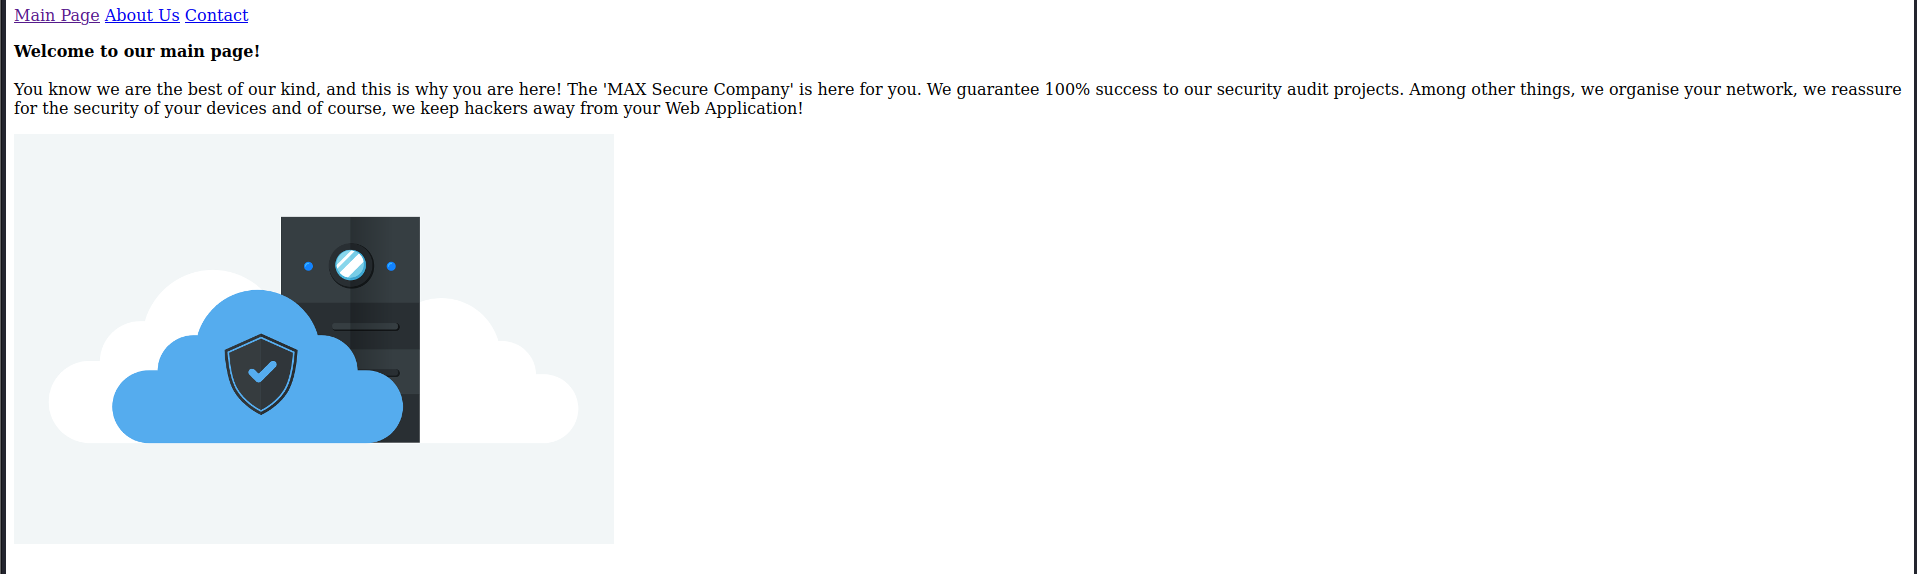 Main Page About Us Contact
Welcome to our main page!
You know we are the best of our kind, and this is why you are here! The 'MAX Secure Company' is here for you. We guarantee 100% success to our security audit projects. Among other things, we organise your network, we reassure
for the security of your devices and of course, we keep hackers away from your Web Application!